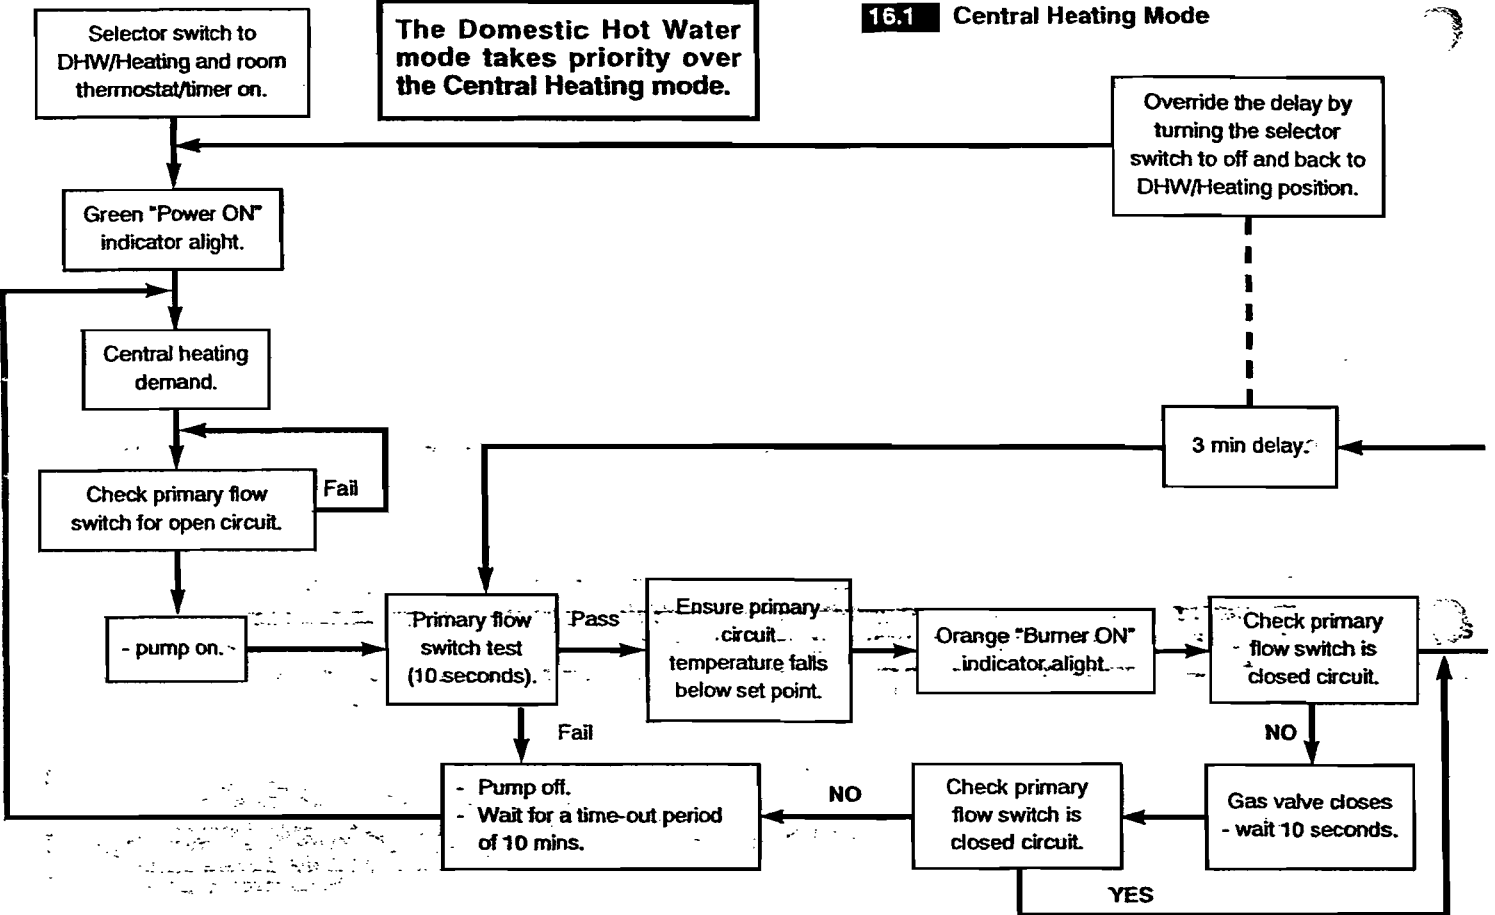 16.1 Central Heating Mode
The Domestic Hot Water
mode takes priority over
the Central Heating mode.
Selector switch to
DHW/Heating and room
thermostat/timer on.
Override the delay by
turning the selector
switch to off and back to
DHW/Heating position.
Green "Power ON"
indicator alight.
Central heating
demand.
3 min delay.
Check primary flow
switch for open circuit.
Fail
- pump on.
Primary flow
switch test
(10 seconds).
Pass
Ensure primary
circuit
temperature falls
below set point.
Orange "Burner ON"
indicator alight.
Check primary
flow switch is
closed circuit.
Fail
NO
- Pump off.
- Wait for a time-out period
of 10 mins.
NO
Check primary
flow switch is
closed circuit.
Gas valve closes
- wait 10 seconds.
YES